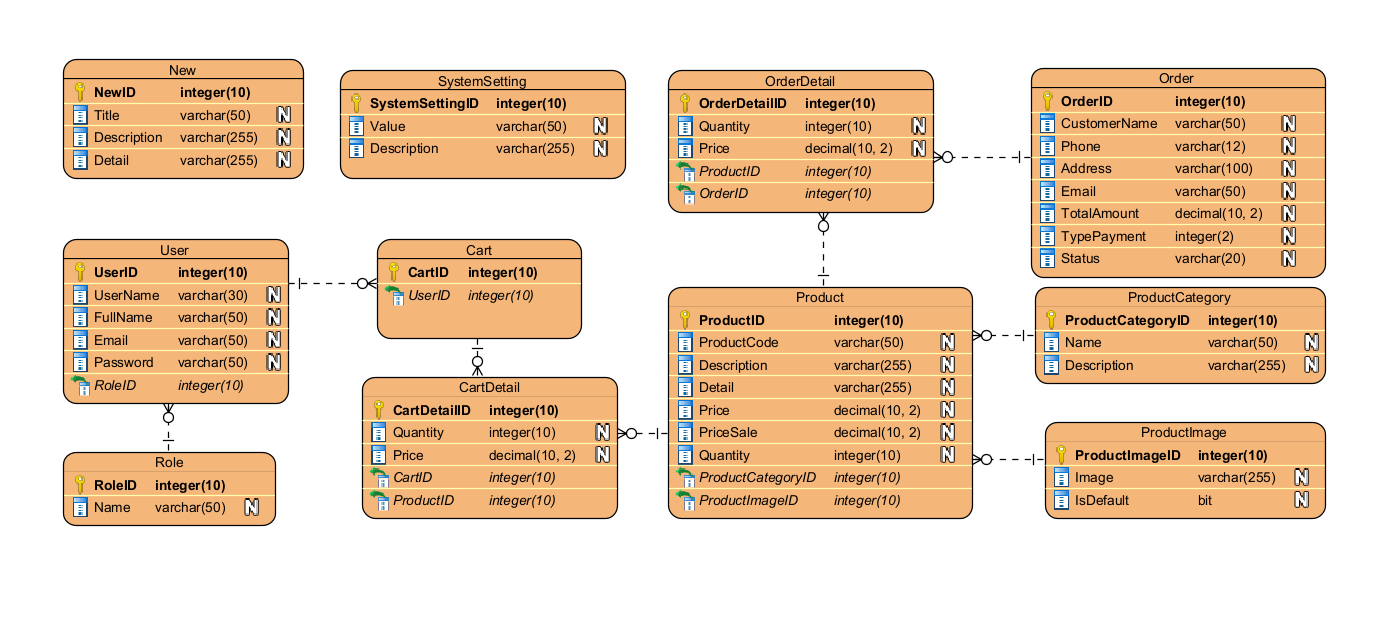 New
NewID integer(10)
Title varchar(50) N
Description varchar(255) N
Detail varchar(255) N
SystemSetting
SystemSettingID integer(10)
Value varchar(50) N
Description varchar(255) N
OrderDetail
OrderDetailID integer(10)
Quantity integer(10) N
Price decimal(10, 2) N
ProductID integer(10)
OrderID integer(10)
Order
OrderID integer(10)
CustomerName varchar(50) N
Phone varchar(12) N
Address varchar(100) N
Email varchar(50) N
TotalAmount decimal(10, 2) N
TypePayment integer(2) N
Status varchar(20) N
User
UserID integer(10)
UserName varchar(30) N
FullName varchar(50) N
Email varchar(50) N
Password varchar(50) N
RoleID integer(10)
Cart
CartID integer(10)
UserID integer(10)
Product
ProductID integer(10)
ProductCode varchar(50) N
Description varchar(255) N
Detail varchar(255) N
Price decimal(10, 2) N
PriceSale decimal(10, 2) N
Quantity integer(10) N
ProductCategoryID integer(10)
ProductImageID integer(10)
ProductCategory
ProductCategoryID integer(10)
Name varchar(50) N
Description varchar(255) N
CartDetail
CartDetailID integer(10)
Quantity integer(10) N
Price decimal(10, 2) N
CartID integer(10)
ProductID integer(10)
ProductImage
ProductImageID integer(10)
Image varchar(255) N
IsDefault bit N
Role
RoleID integer(10)
Name varchar(50) N